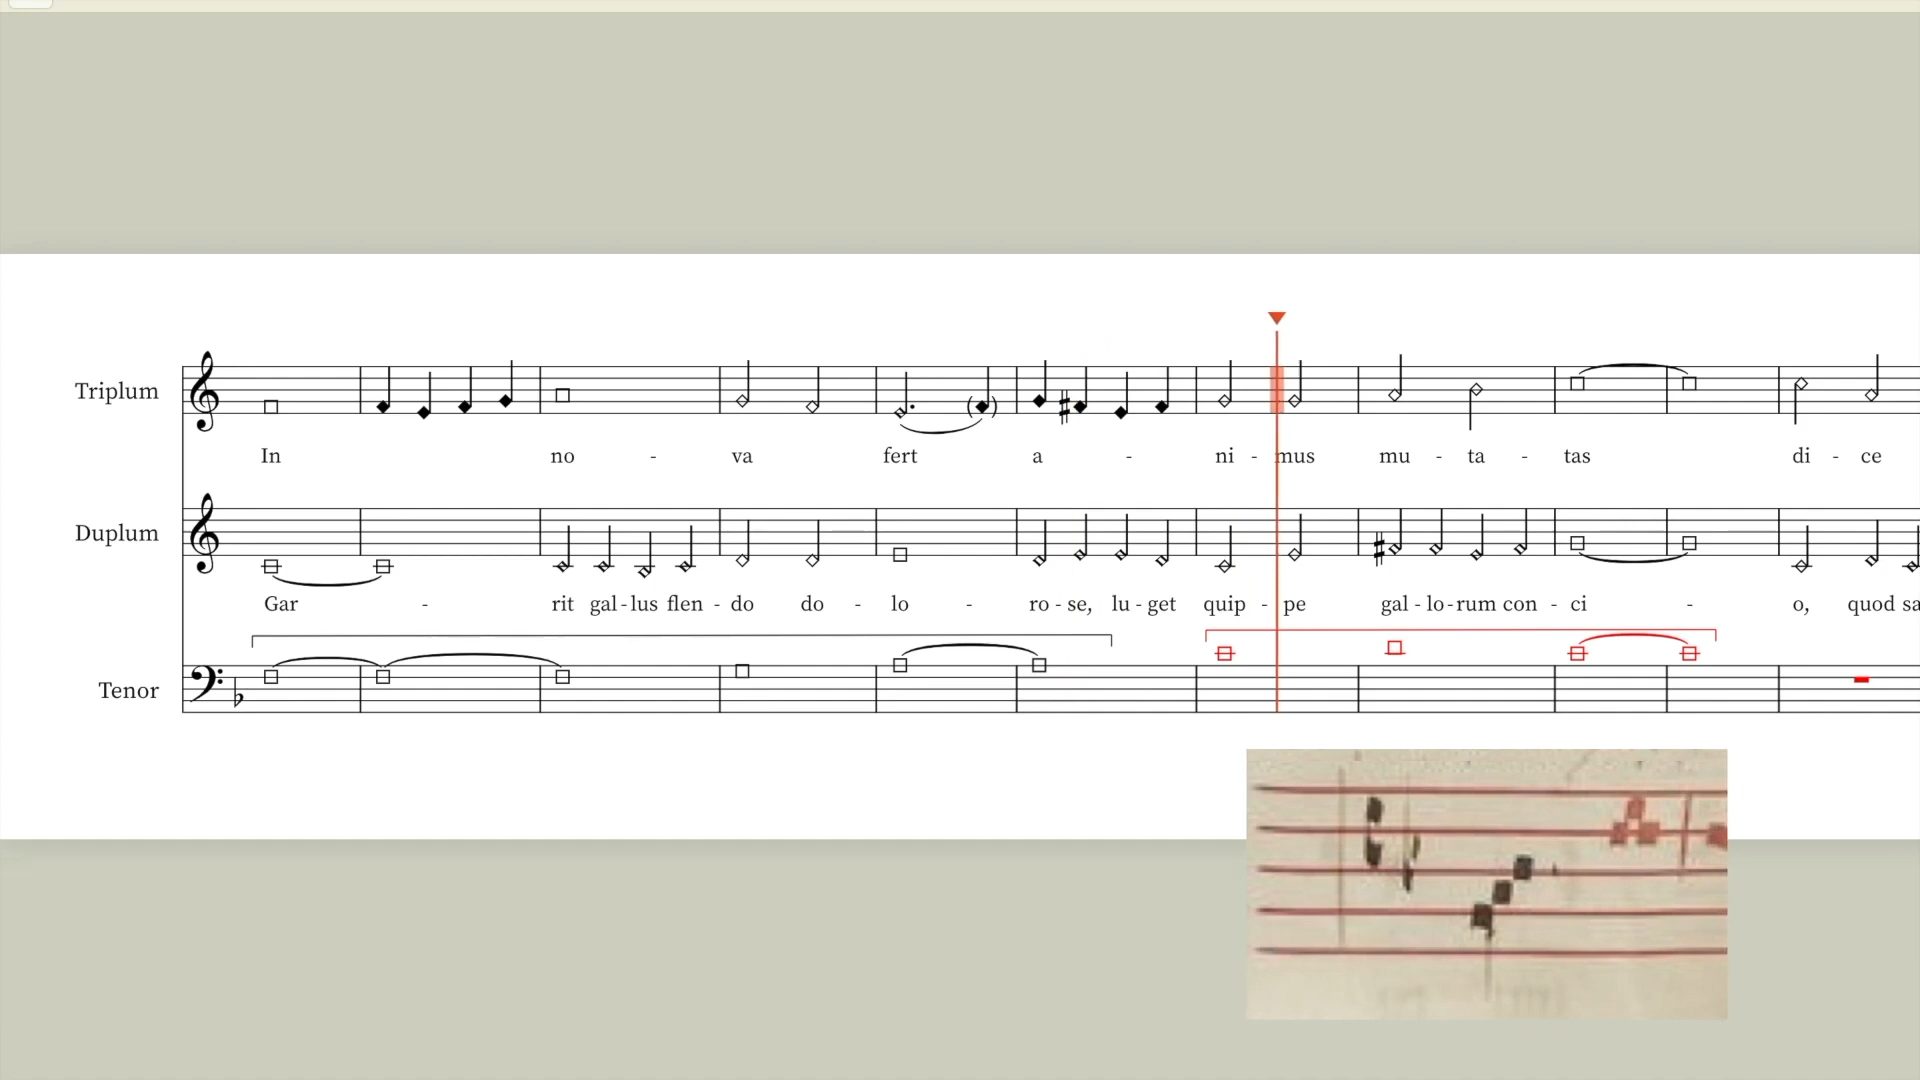 Triplum
In no - va fert a - ni - mus mu - ta - tas di - ce
Duplum
Gar - rit gal - lus flen - do do - lo - ro - se, lu - get quip - pe gal - lo - rum con - ci - o, quod sa
Tenor